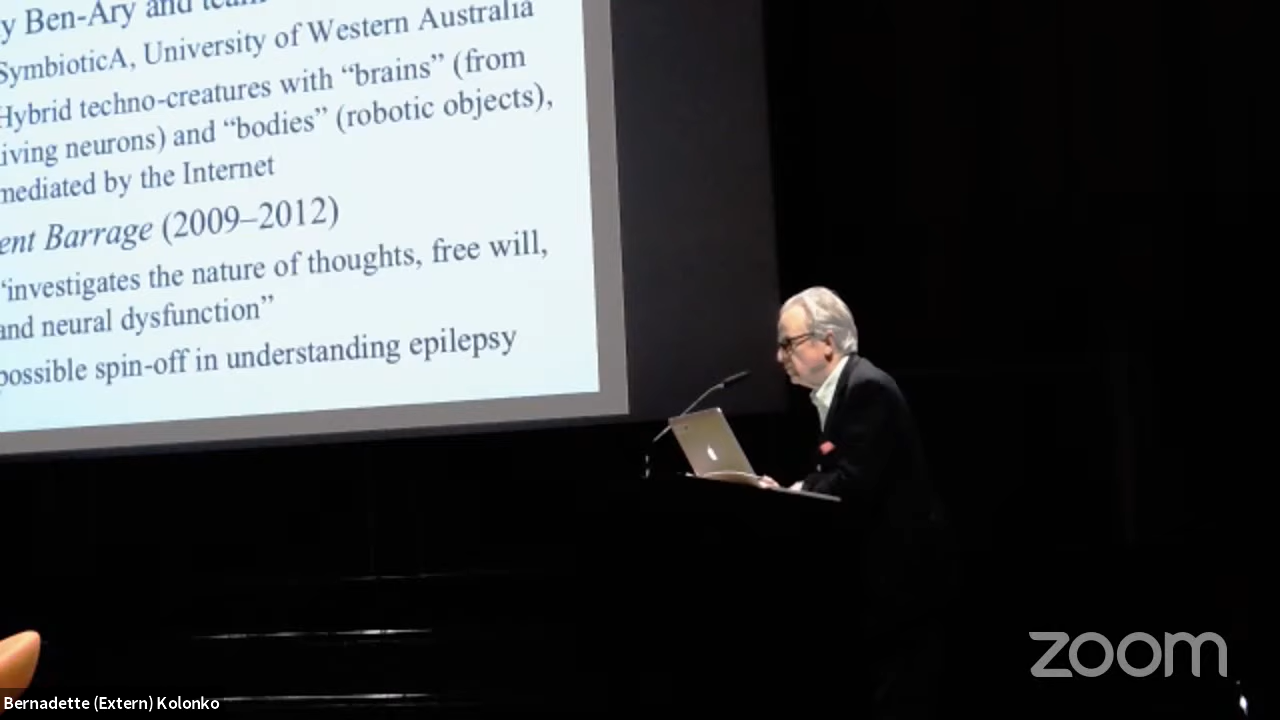 y Ben-Ary and team
SymbioticA, University of Western Australia
Hybrid techno-creatures with “brains” (from
iving neurons) and “bodies” (robotic objects),
mediated by the Internet
ent Barrage (2009–2012)
“investigates the nature of thoughts, free will,
and neural dysfunction”
possible spin-off in understanding epilepsy
zoom
Bernadette (Extern) Kolonko